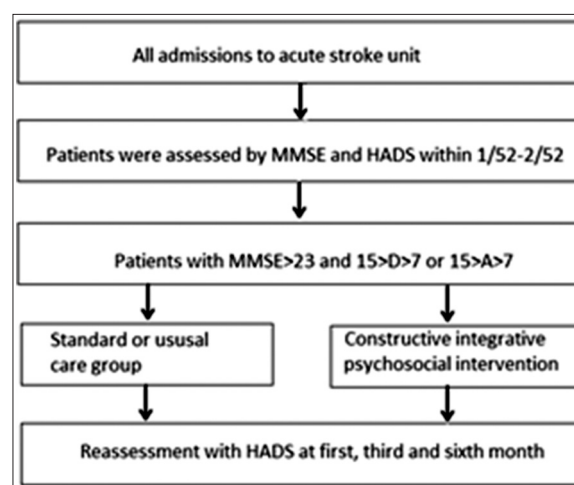 All admissions to acute stroke unit
Patients were assessed by MMSE and HADS within 1/52-2/52
Patients with MMSE>23 and 15>D>7 or 15>A>7
Standard or ususal
care group
Constructive integrative
psychosocial intervention
Reassessment with HADS at first, third and sixth month